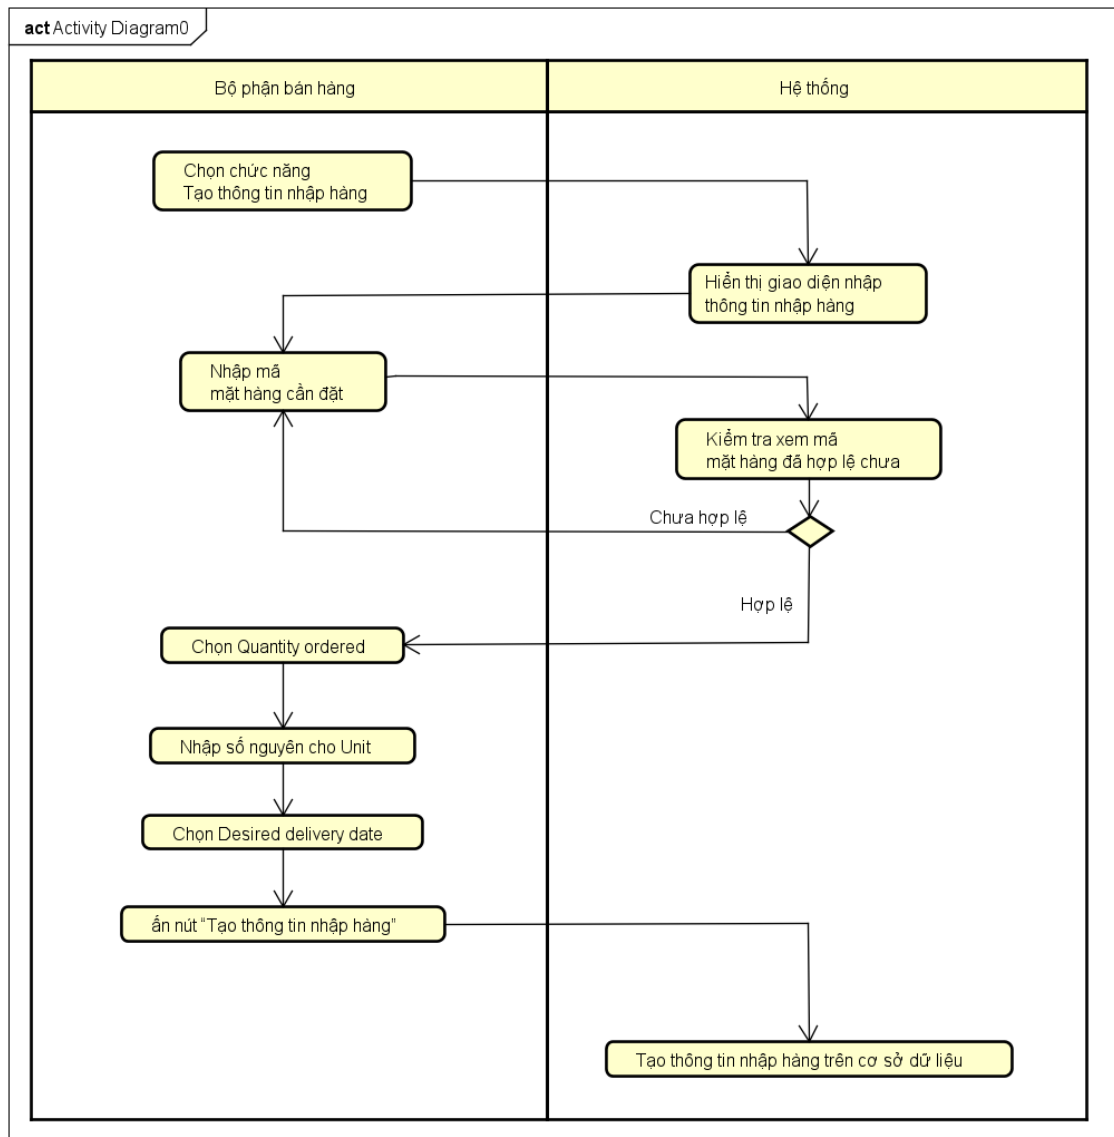 act Activity Diagram0
Bộ phận bán hàng
Hệ thống
Chọn chức năng
Tạo thông tin nhập hàng
Hiển thị giao diện nhập
thông tin nhập hàng
Nhập mã
mặt hàng cần đặt
Kiểm tra xem mã
mặt hàng đã hợp lệ chưa
Chưa hợp lệ
Hợp lệ
Chọn Quantity ordered
Nhập số nguyên cho Unit
Chọn Desired delivery date
ấn nút “Tạo thông tin nhập hàng”
Tạo thông tin nhập hàng trên cơ sở dữ liệu